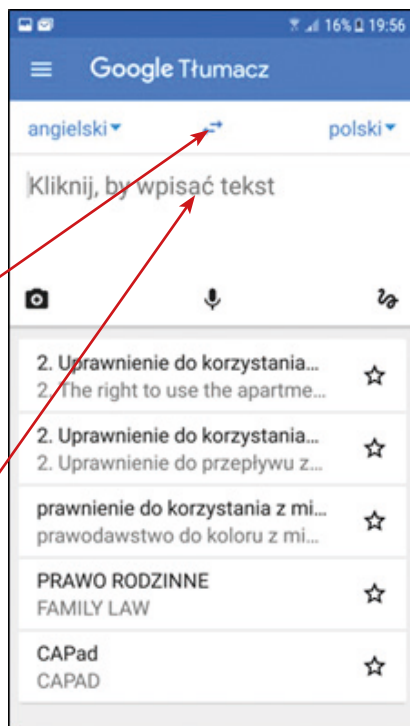 16% 19:56
Google Tłumacz
angielski polski
Kliknij, by wpisać tekst
2. Uprawnienie do korzystania...
2. The right to use the apartme...
2. Uprawnienie do korzystania...
2. Uprawnienie do przepływu z...
prawnienie do korzystania z mi...
prawodawstwo do koloru z mi...
PRAWO RODZINNE
FAMILY LAW
CAPad
CAPAD